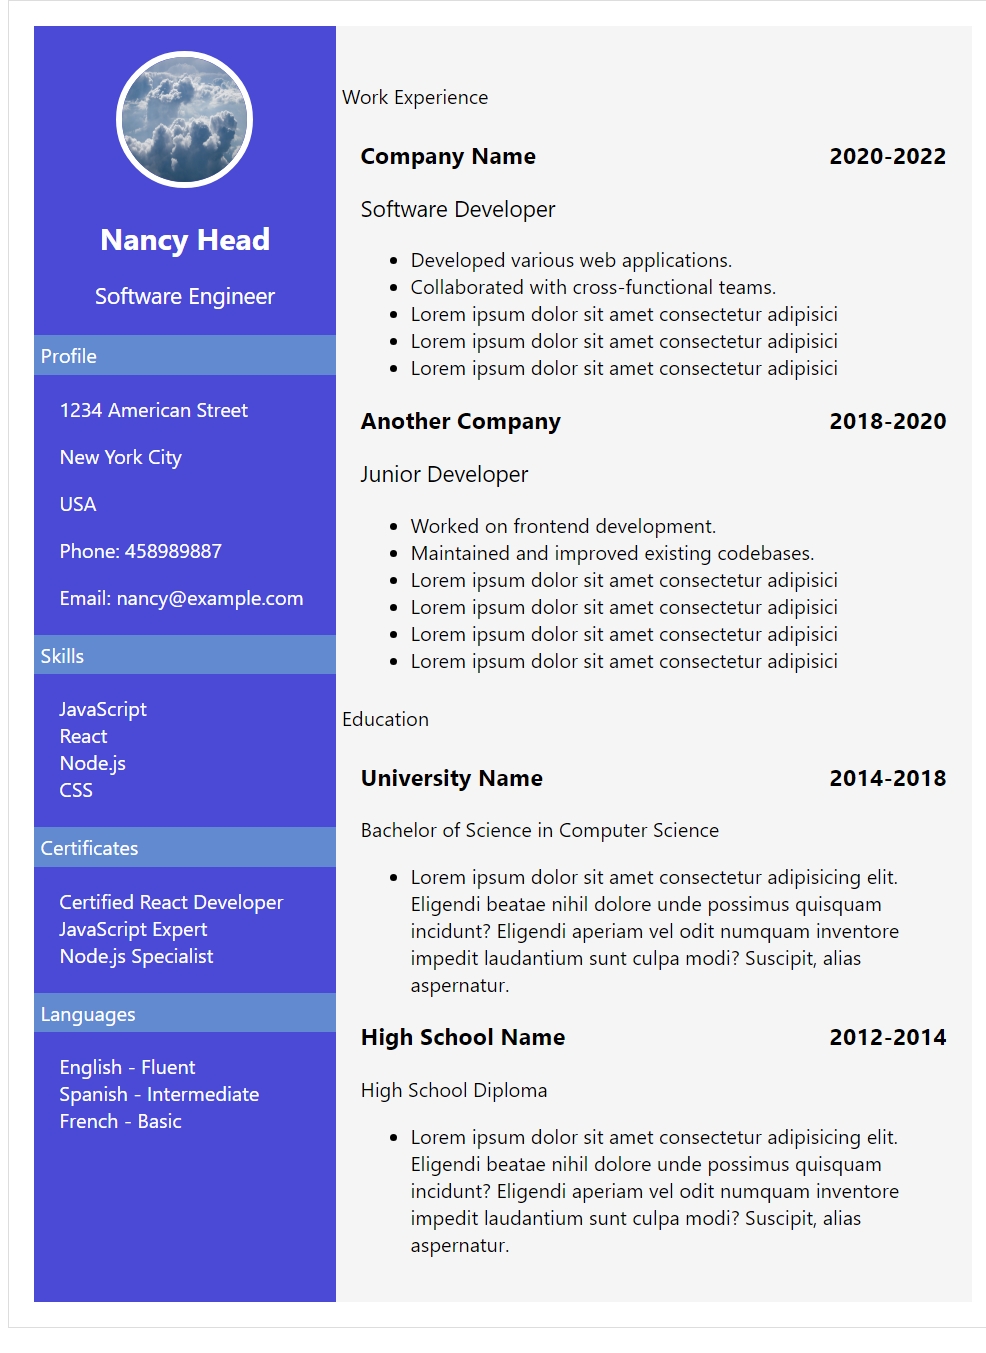 Nancy Head
Software Engineer
Profile
1234 American Street
New York City
USA
Phone: 458989887
Email: nancy@example.com
Skills
JavaScript
React
Node.js
CSS
Certificates
Certified React Developer
JavaScript Expert
Node.js Specialist
Languages
English - Fluent
Spanish - Intermediate
French - Basic
Work Experience
Company Name 2020-2022
Software Developer
• Developed various web applications.
• Collaborated with cross-functional teams.
• Lorem ipsum dolor sit amet consectetur adipisici
• Lorem ipsum dolor sit amet consectetur adipisici
• Lorem ipsum dolor sit amet consectetur adipisici
Another Company 2018-2020
Junior Developer
• Worked on frontend development.
• Maintained and improved existing codebases.
• Lorem ipsum dolor sit amet consectetur adipisici
• Lorem ipsum dolor sit amet consectetur adipisici
• Lorem ipsum dolor sit amet consectetur adipisici
• Lorem ipsum dolor sit amet consectetur adipisici
Education
University Name 2014-2018
Bachelor of Science in Computer Science
• Lorem ipsum dolor sit amet consectetur adipisicing elit.
Eligendi beatae nihil dolore unde possimus quisquam
incidunt? Eligendi aperiam vel odit numquam inventore
impedit laudantium sunt culpa modi? Suscipit, alias
aspernatur.
High School Name 2012-2014
High School Diploma
• Lorem ipsum dolor sit amet consectetur adipisicing elit.
Eligendi beatae nihil dolore unde possimus quisquam
incidunt? Eligendi aperiam vel odit numquam inventore
impedit laudantium sunt culpa modi? Suscipit, alias
aspernatur.